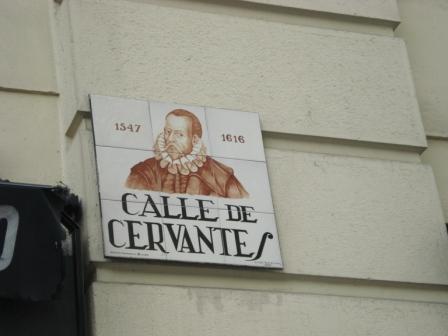 1547 1616
CALLE DE
CERVANTES